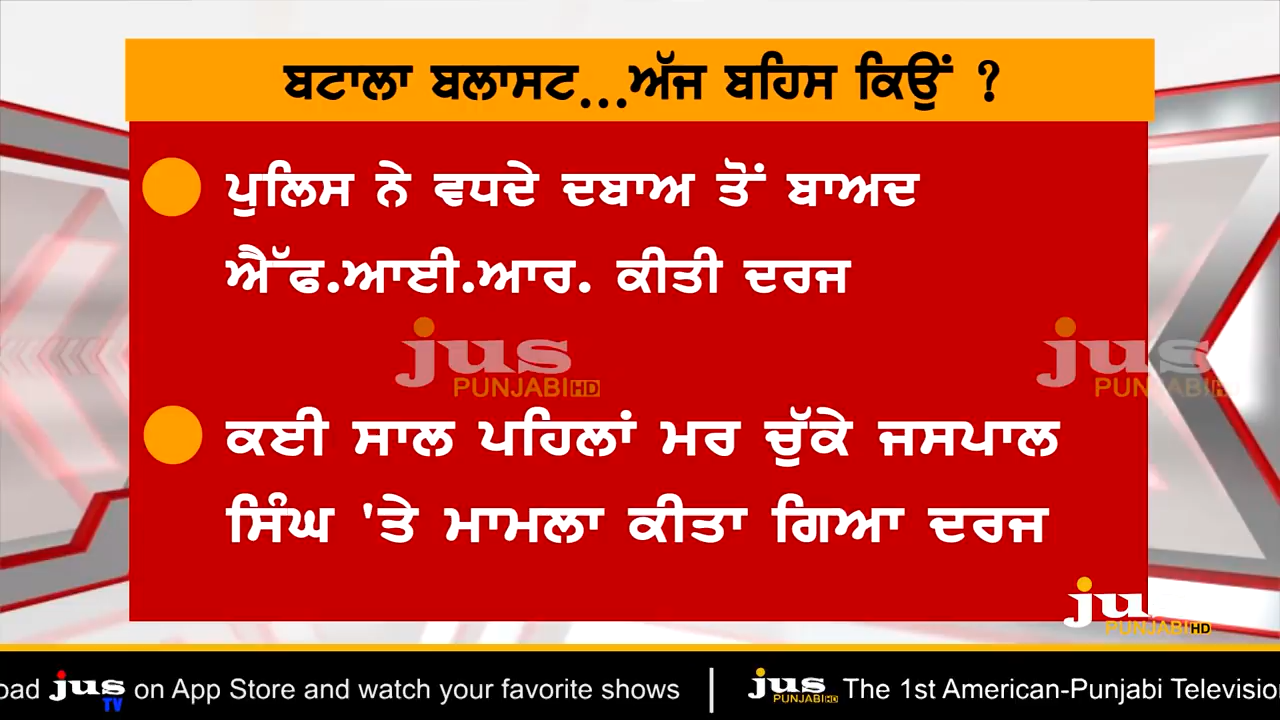 ਬਟਾਲਾ ਬਲਾਸਟ...ਅੱਜ ਬਹਿਸ ਕਿਉਂ ?
ਪੁਲਿਸ ਨੇ ਵਧਦੇ ਦਬਾਅ ਤੋਂ ਬਾਅਦ
ਐੱਫ.ਆਈ.ਆਰ. ਕੀਤੀ ਦਰਜ
jus PUNJABI HD
jus PUNJABI HD
ਕਈ ਸਾਲ ਪਹਿਲਾਂ ਮਰ ਚੁੱਕੇ ਜਸਪਾਲ
ਸਿੰਘ 'ਤੇ ਮਾਮਲਾ ਕੀਤਾ ਗਿਆ ਦਰਜ
jus PUNJABI HD
oad jus TV on App Store and watch your favorite shows | jus PUNJABI HD The 1st American-Punjabi Televisio